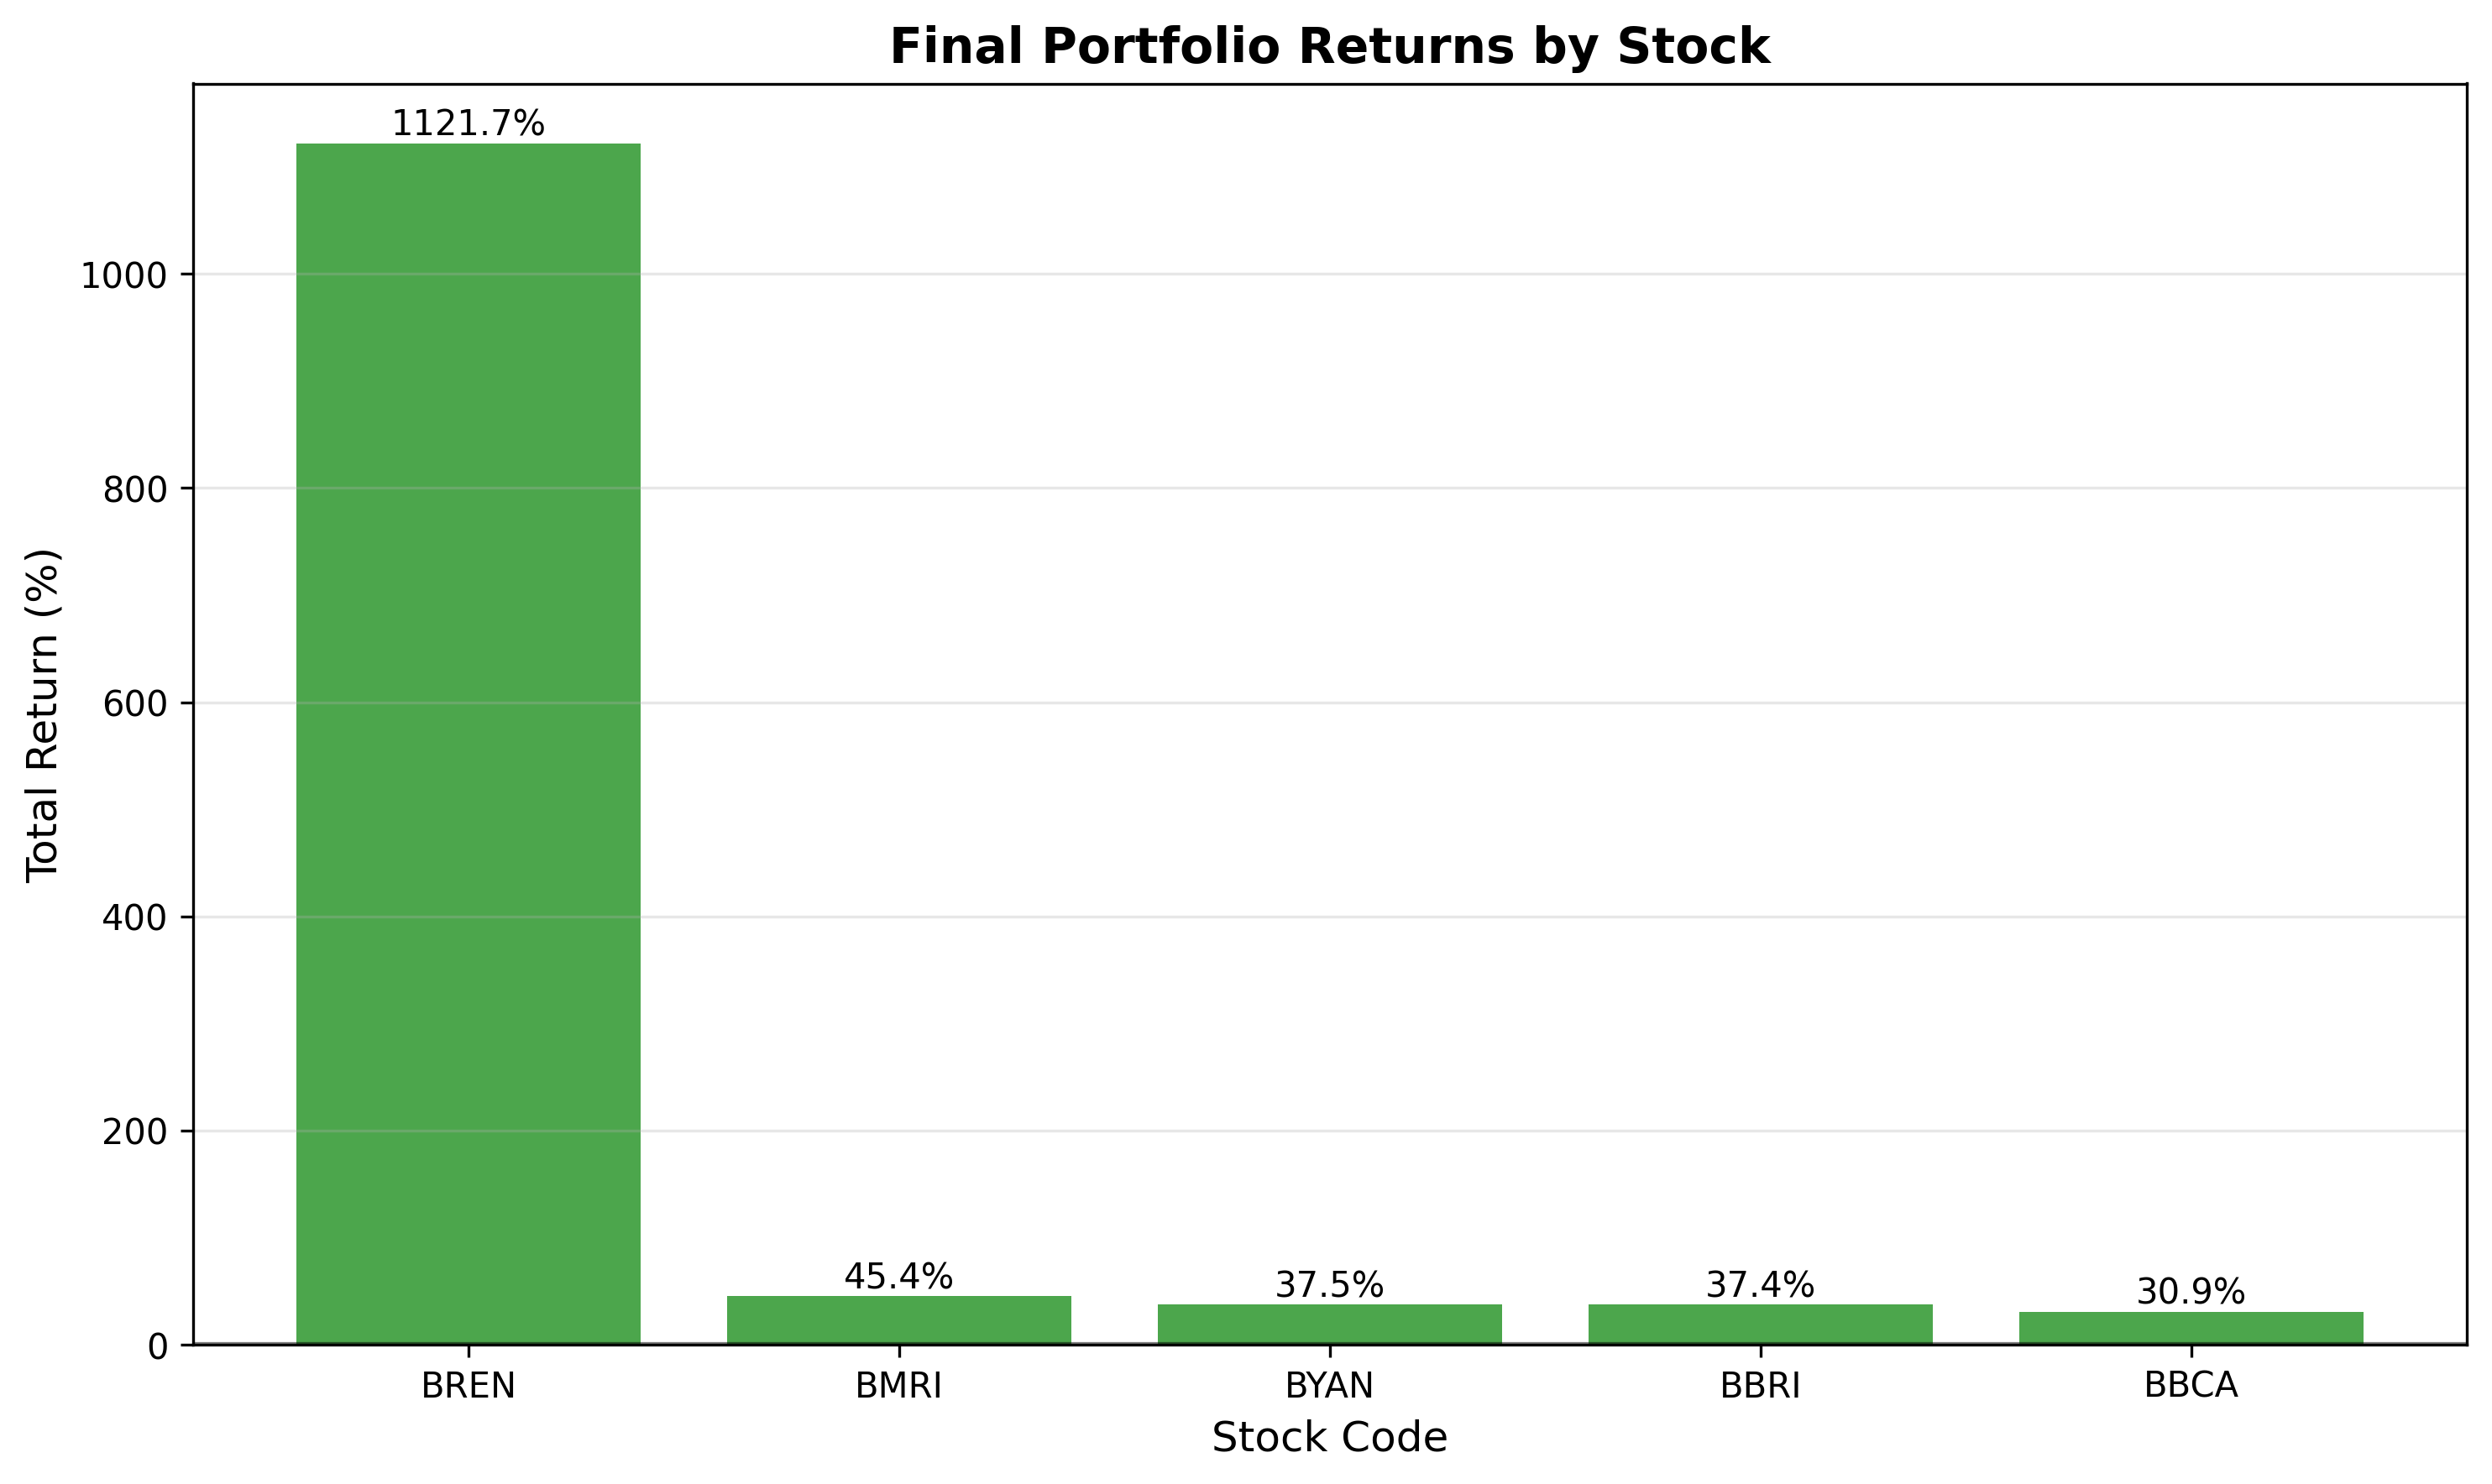 Final Portfolio Returns by Stock
1121.7%
1000
800
600
400
200
0
Total Return (%)
45.4%
37.5%
37.4%
30.9%
BREN
BMRI
BYAN
BBRI
BBCA
Stock Code